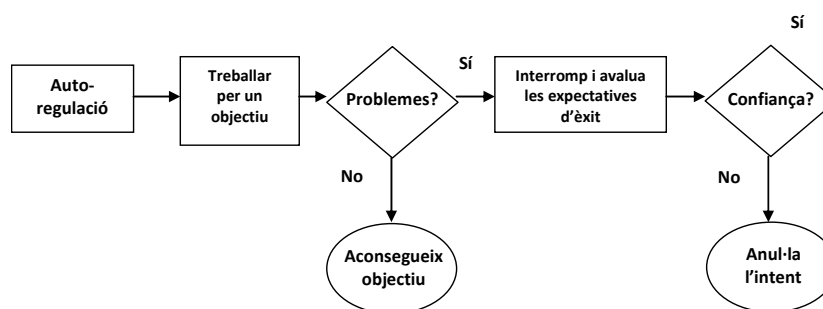 Auto-
regulació
Treballar
per un
objectiu
Problemes?
Sí
No
Aconsegueix
objectiu
Interromp i avalua
les expectatives
d'èxit
Confiança?
Sí
No
Anul·la
l'intent